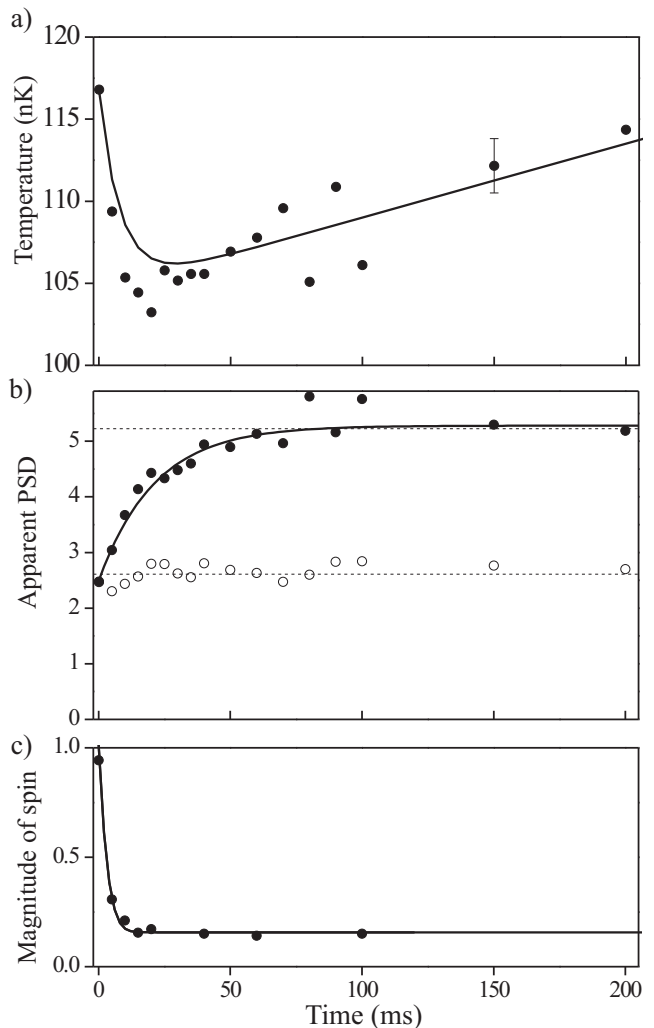 a)
Temperature (nK)
120
115
110
105
100
b)
Apparent PSD
5
4
3
2
1
0
c)
Magnitude of spin
1.0
0.5
0.0
0 50 100 150 200
Time (ms)